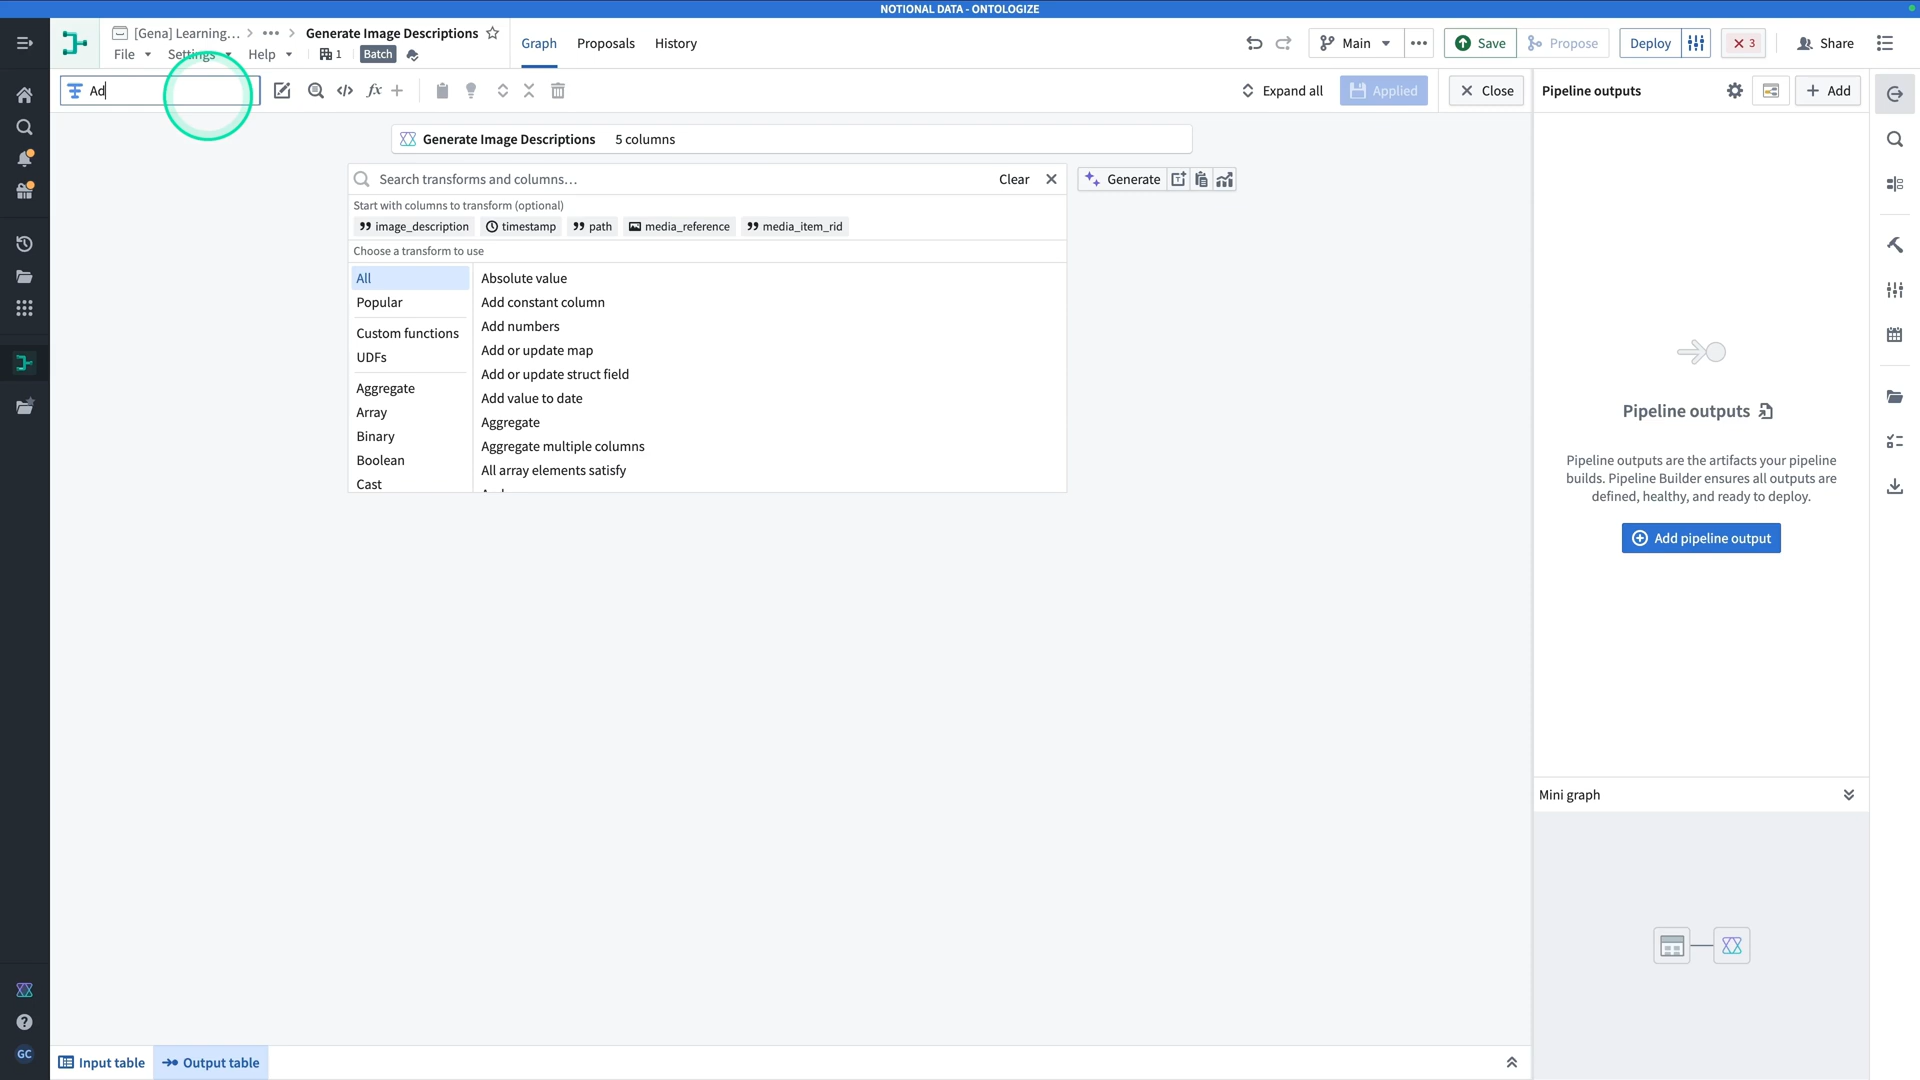 NOTIONAL DATA - ONTOLOGIZE
[Gena] Learning... > ••• > Generate Image Descriptions
File Settings Help 1 Batch
Graph Proposals History
Main ••• Save Propose Deploy 3 Share
Ad
</> fx +
Expand all Applied Close
Pipeline outputs Add
Generate Image Descriptions 5 columns
Search transforms and columns... Clear
Generate
Start with columns to transform (optional)
image_description timestamp path media_reference media_item_rid
Choose a transform to use
All
Popular
Custom functions
UDFs
Aggregate
Array
Binary
Boolean
Cast
Absolute value
Add constant column
Add numbers
Add or update map
Add or update struct field
Add value to date
Aggregate
Aggregate multiple columns
All array elements satisfy
Pipeline outputs
Pipeline outputs are the artifacts your pipeline
builds. Pipeline Builder ensures all outputs are
defined, healthy, and ready to deploy.
Add pipeline output
Mini graph
GC
Input table Output table